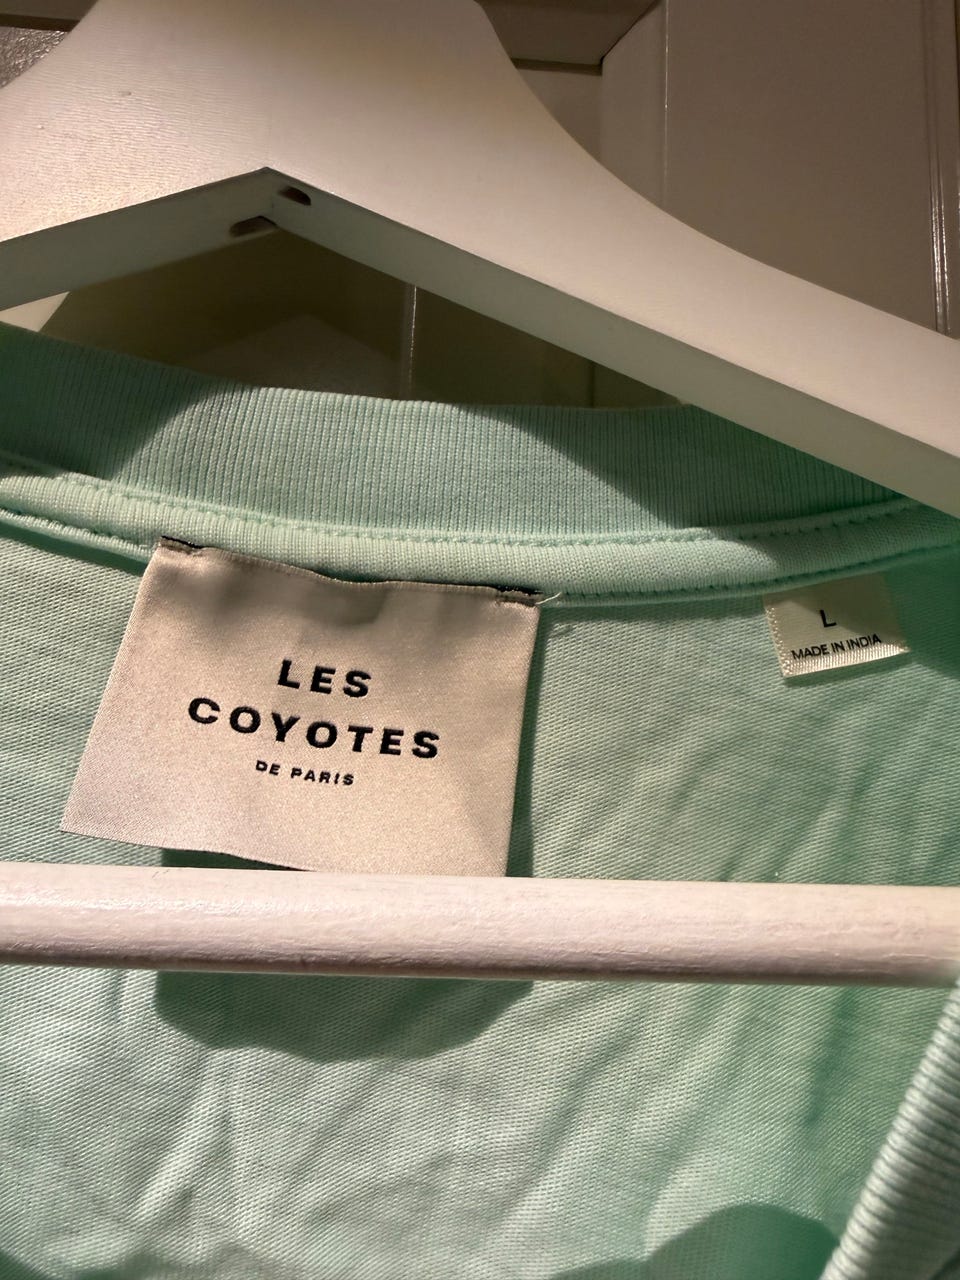 LES
COYOTES
DE PARIS
L
MADE IN INDIA